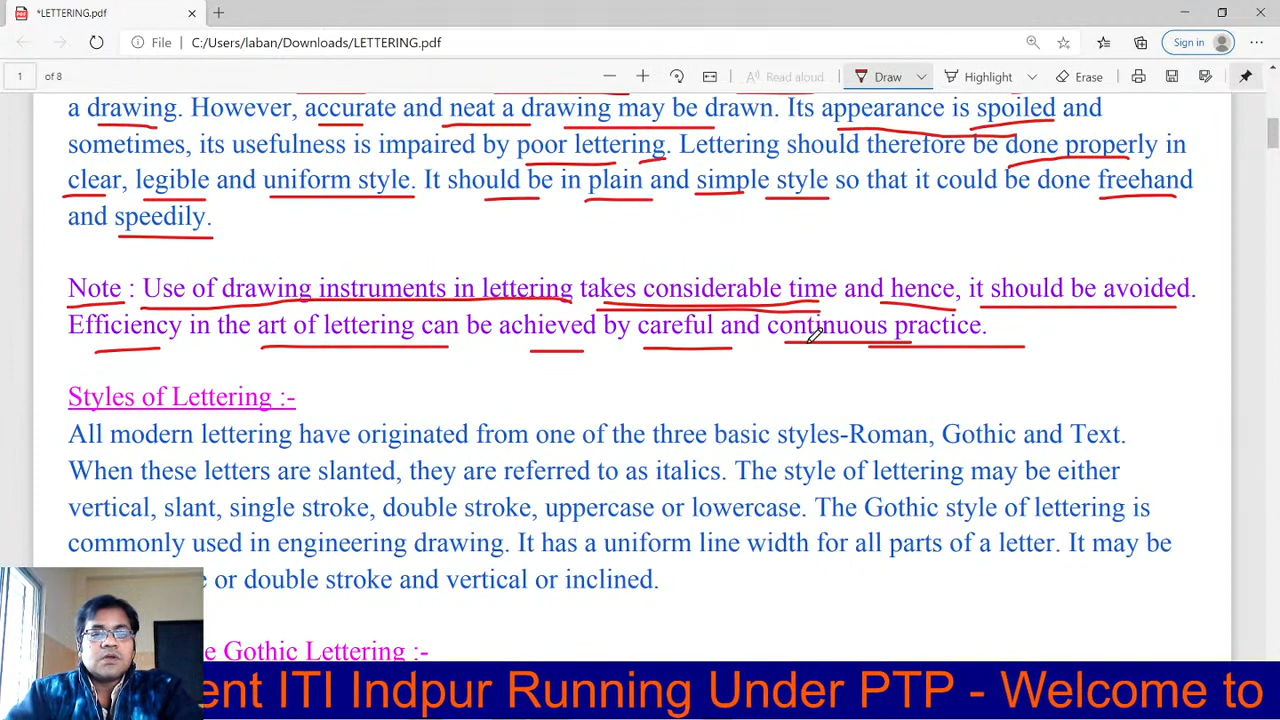 *LETTERING.pdf
File C:/Users/laban/Downloads/LETTERING.pdf Sign in
1 of 8 Read aloud Draw Highlight Erase
a drawing. However, accurate and neat a drawing may be drawn. Its appearance is spoiled and
sometimes, its usefulness is impaired by poor lettering. Lettering should therefore be done properly in
clear, legible and uniform style. It should be in plain and simple style so that it could be done freehand
and speedily.
Note : Use of drawing instruments in lettering takes considerable time and hence, it should be avoided.
Efficiency in the art of lettering can be achieved by careful and continuous practice.
Styles of Lettering :-
All modern lettering have originated from one of the three basic styles-Roman, Gothic and Text.
When these letters are slanted, they are referred to as italics. The style of lettering may be either
vertical, slant, single stroke, double stroke, uppercase or lowercase. The Gothic style of lettering is
commonly used in engineering drawing. It has a uniform line width for all parts of a letter. It may be
or double stroke and vertical or inclined.
Gothic Lettering :-
ITI Indpur Running Under PTP - Welcome to